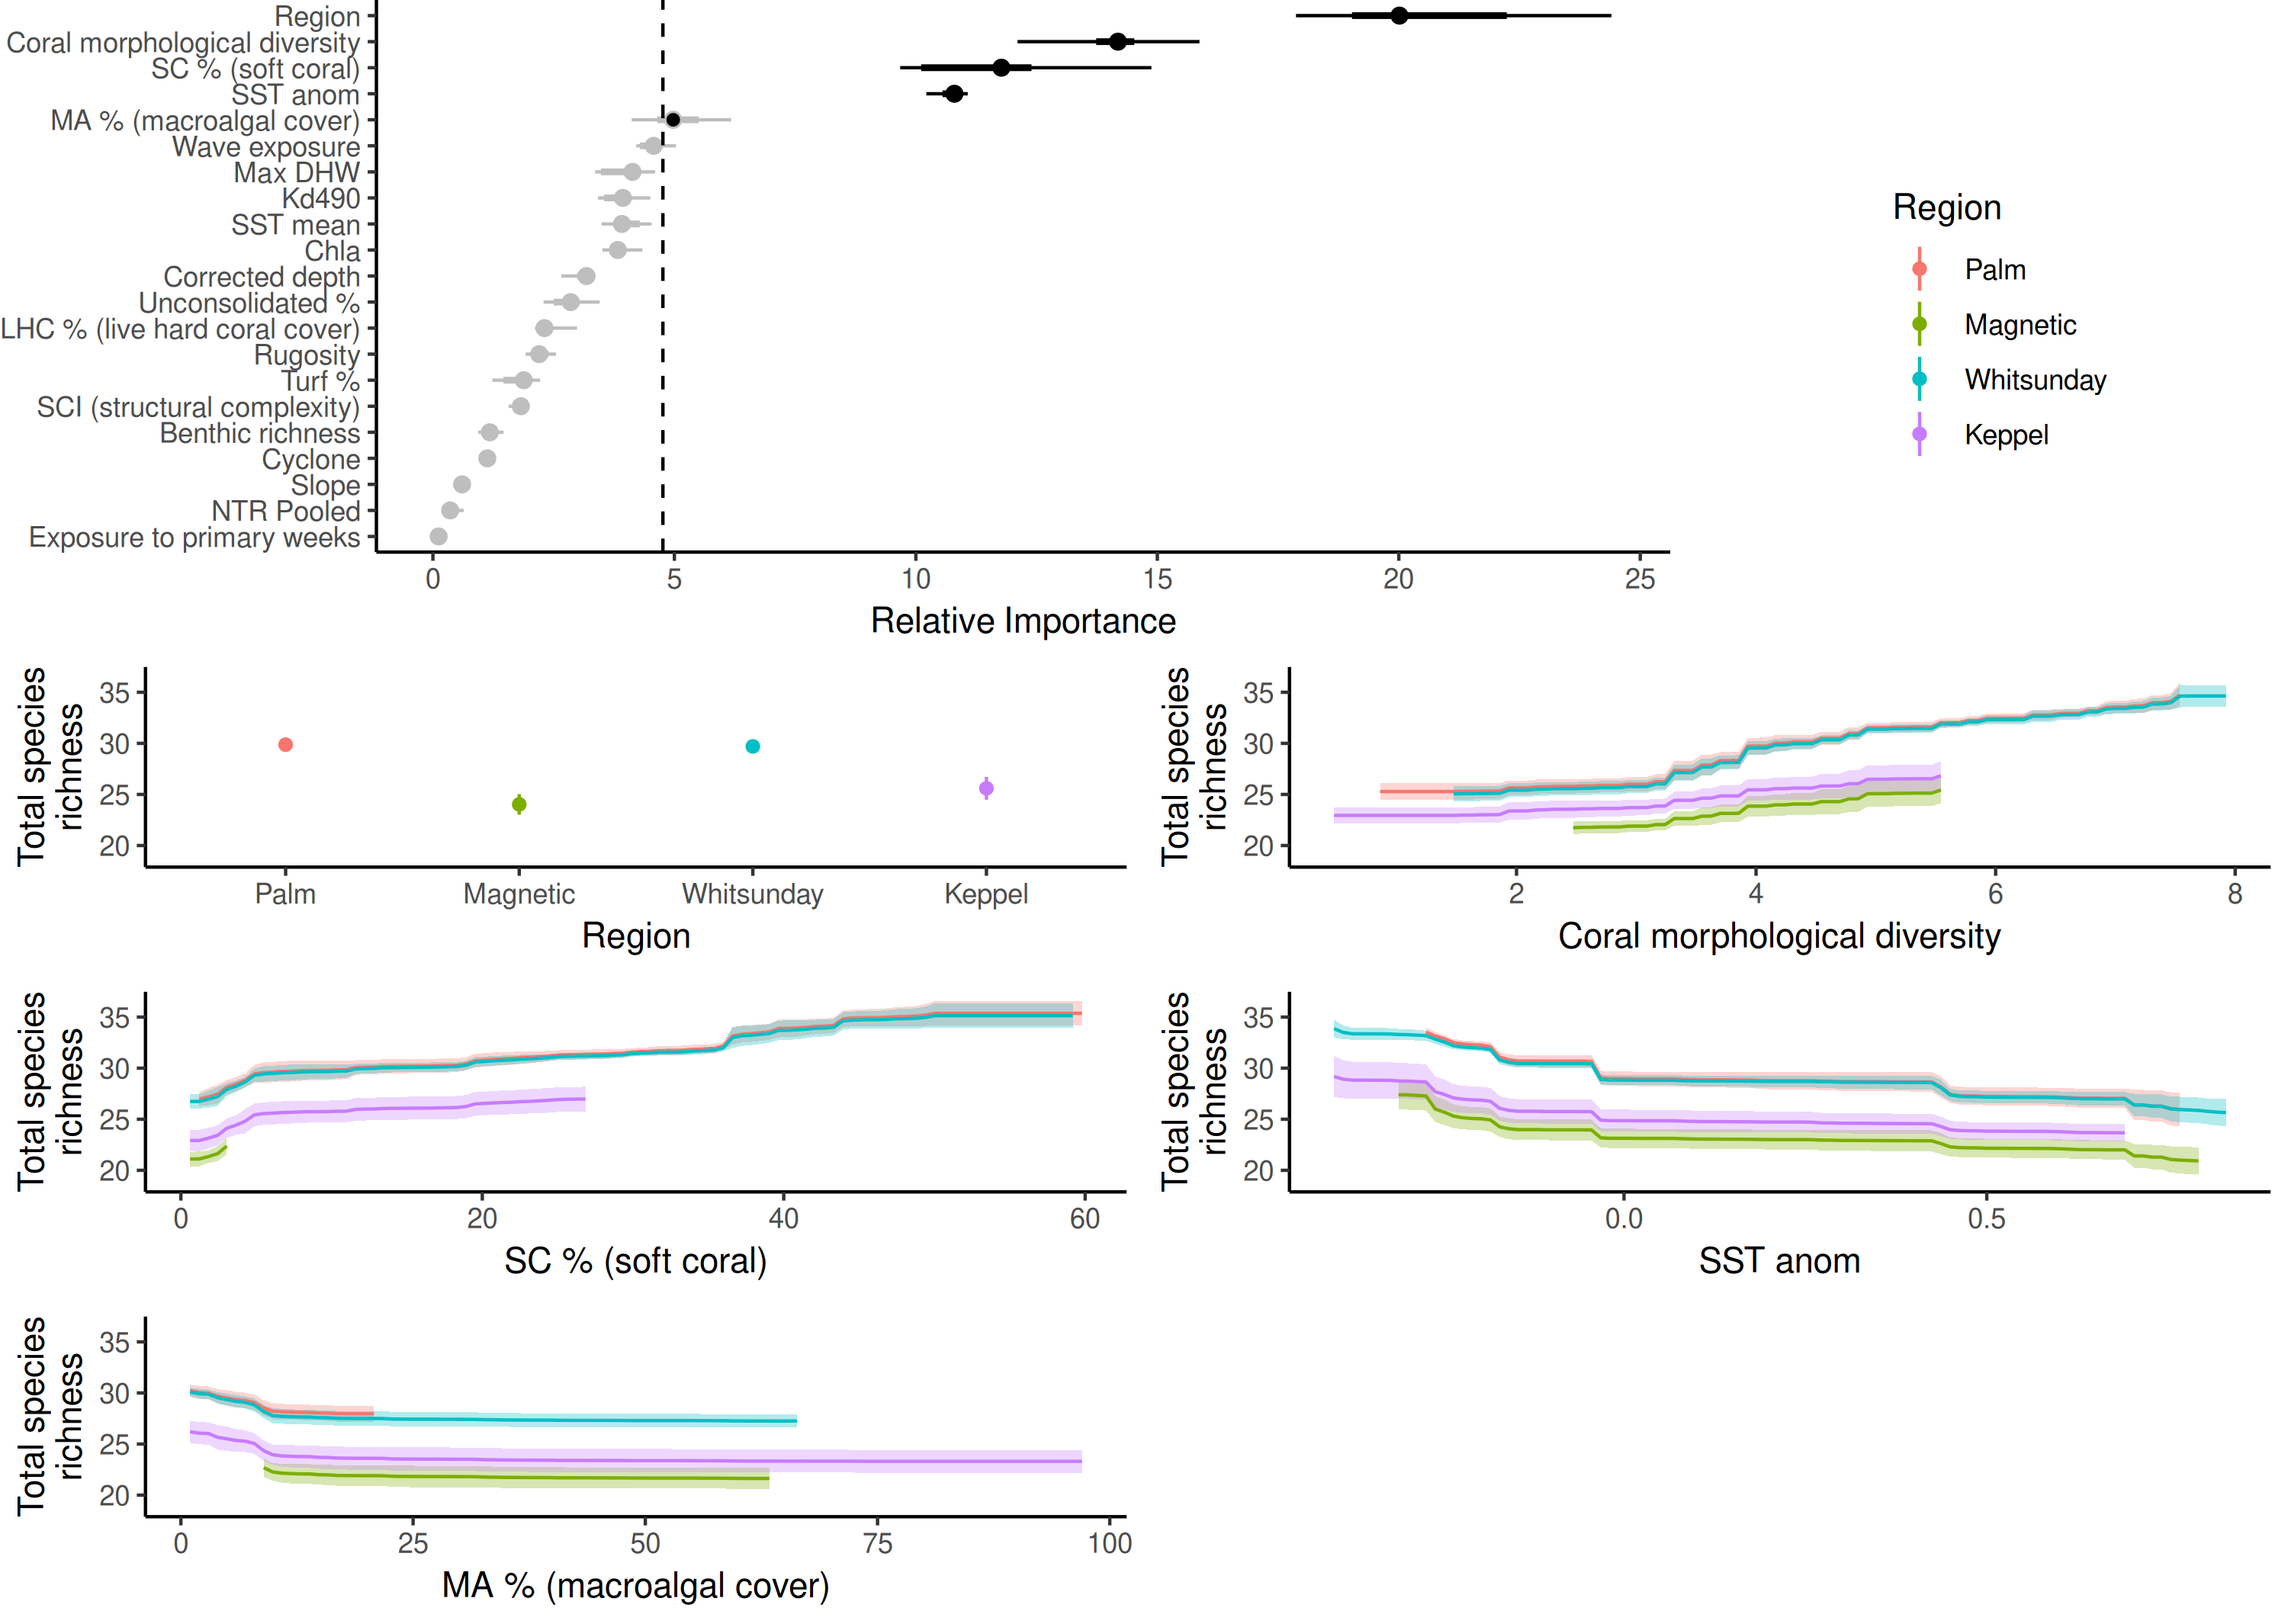 Region
Coral morphological diversity
SC % (soft coral)
SST anom
MA % (macroalgal cover)
Wave exposure
Max DHW
Kd490
SST mean
Chla
Corrected depth
Unconsolidated %
LHC % (live hard coral cover)
Rugosity
Turf %
SCI (structural complexity)
Benthic richness
Cyclone
Slope
NTR Pooled
Exposure to primary weeks
0 5 10 15 20 25
Relative Importance
Region
Palm
Magnetic
Whitsunday
Keppel
Total species
richness
35
30
25
20
Palm Magnetic Whitsunday Keppel
Region
Total species
richness
35
30
25
20
2 4 6 8
Coral morphological diversity
Total species
richness
35
30
25
20
0 20 40 60
SC % (soft coral)
Total species
richness
35
30
25
20
0.0 0.5
SST anom
Total species
richness
35
30
25
20
0 25 50 75 100
MA % (macroalgal cover)